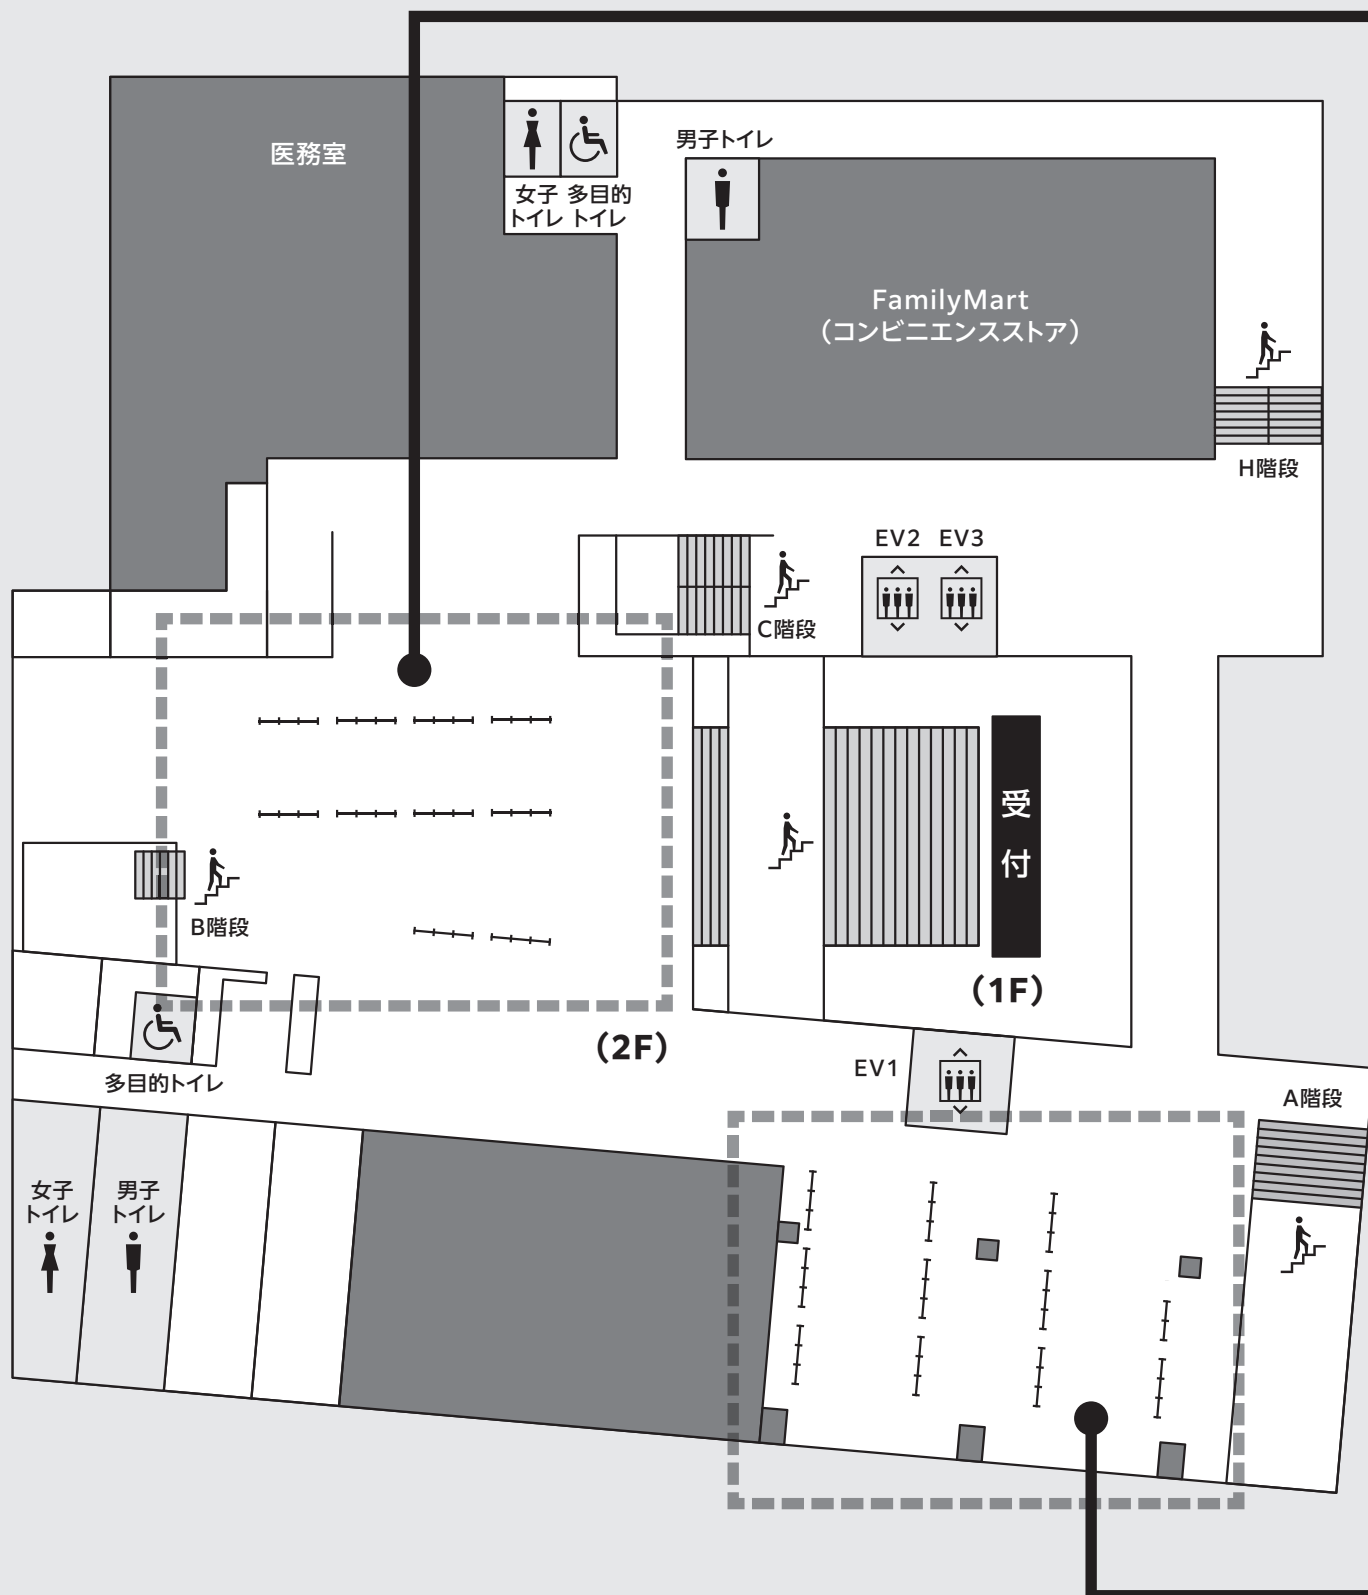 医務室
女子
トイレ
多目的
トイレ
男子トイレ
FamilyMart
（コンビニエンスストア）
H階段
EV2
EV3
C階段
受付
B階段
（1F）
（2F）
多目的トイレ
EV1
A階段
女子
トイレ
男子
トイレ